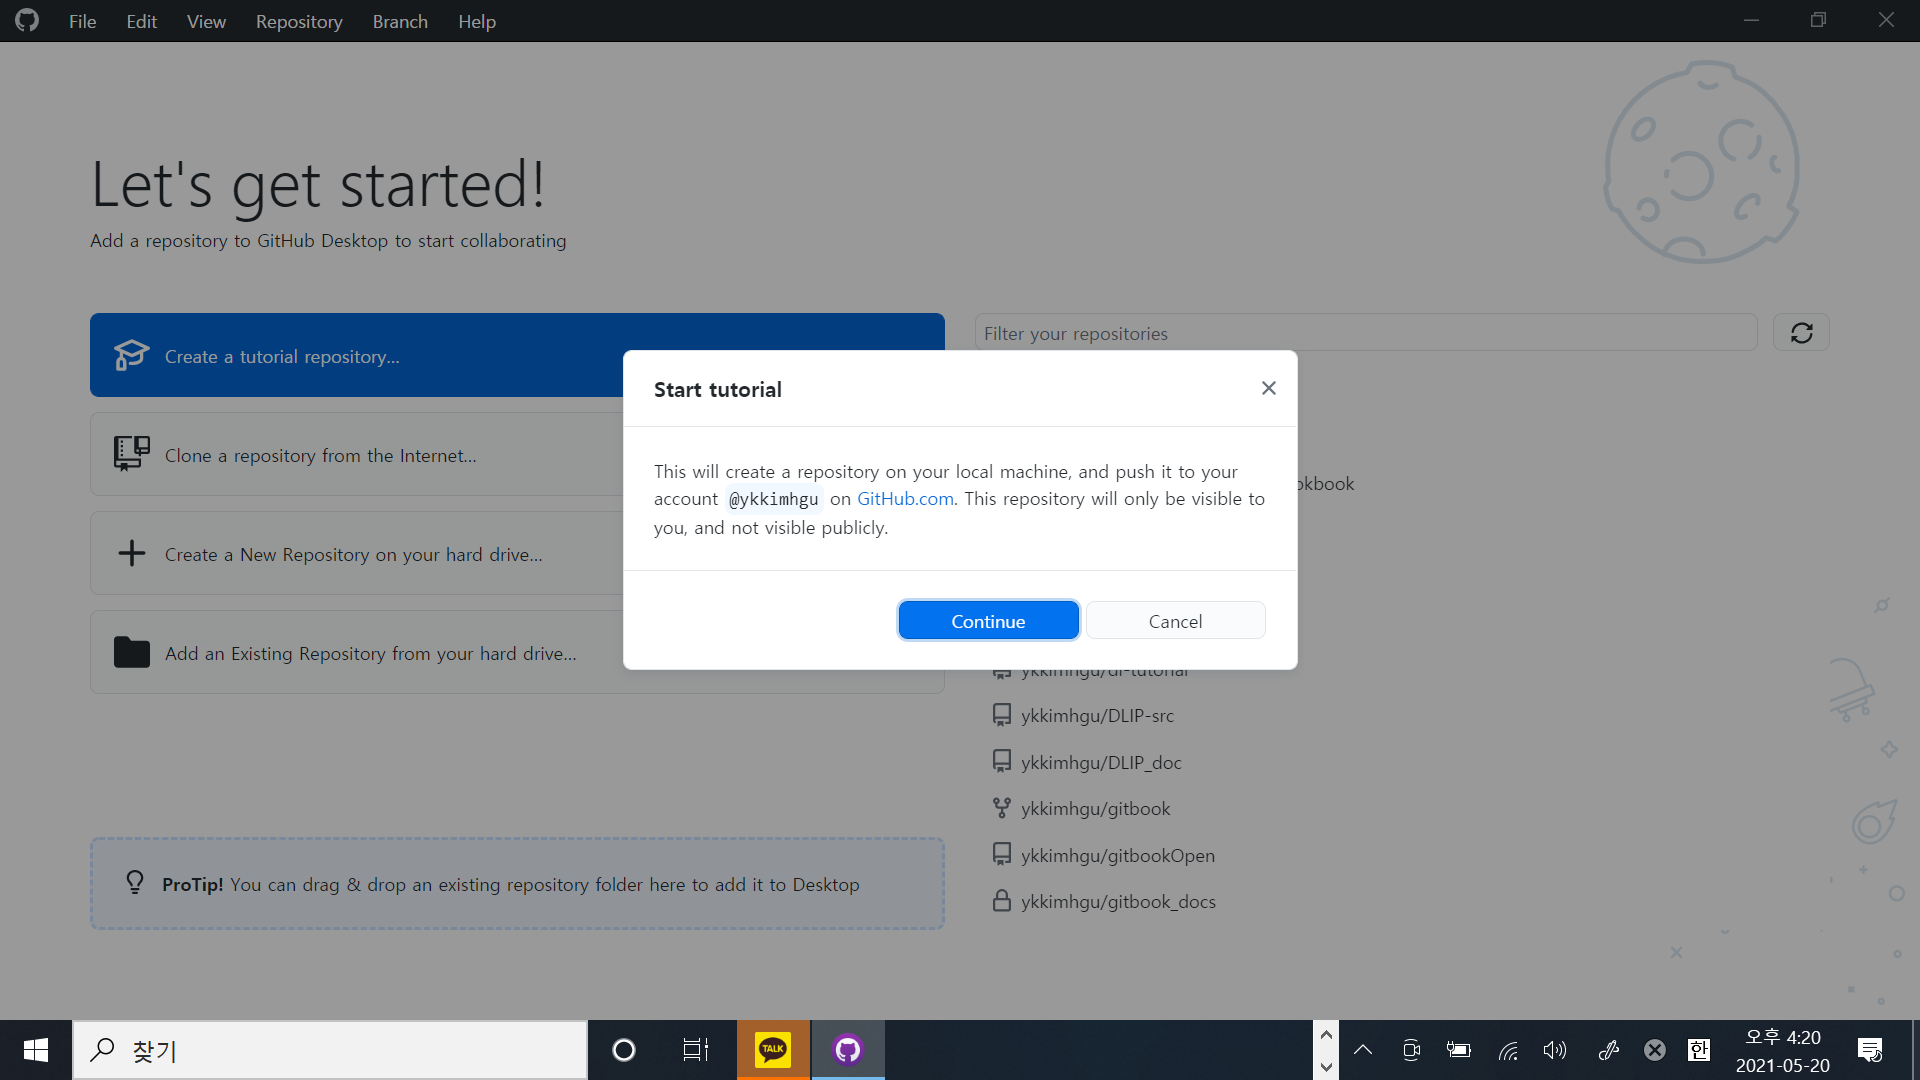 File Edit View Repository Branch Help
Let's get started!
Add a repository to GitHub Desktop to start collaborating
Create a tutorial repository...
Clone a repository from the Internet...
Create a New Repository on your hard drive...
Add an Existing Repository from your hard drive...
ProTip! You can drag & drop an existing repository folder here to add it to Desktop
Filter your repositories
Start tutorial
This will create a repository on your local machine, and push it to your
account @ykkimhgu on GitHub.com. This repository will only be visible to
you, and not visible publicly.
Continue Cancel
ykkimhgu/dl-tutorial
ykkimhgu/DLIP-src
ykkimhgu/DLIP_doc
ykkimhgu/gitbook
ykkimhgu/gitbookOpen
ykkimhgu/gitbook_docs
찾기
TALK
한
오후 4:20
2021-05-20